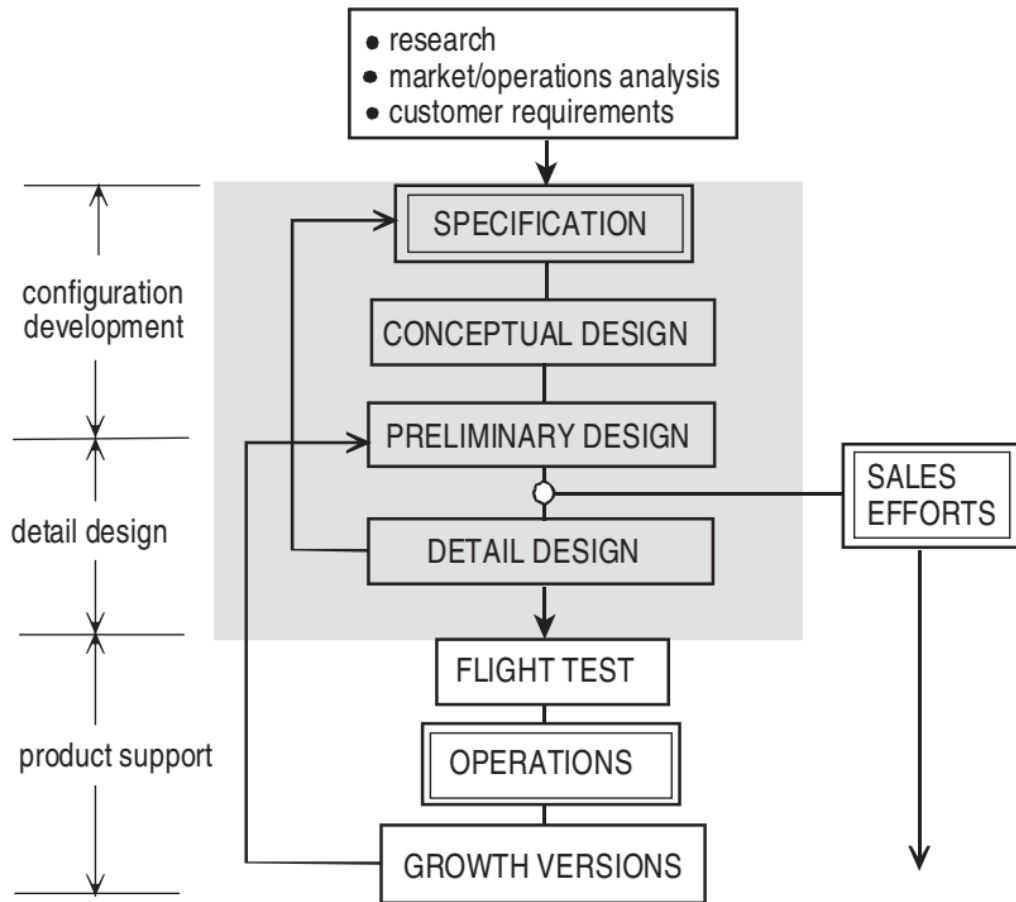 ● research
● market/operations analysis
● customer requirements
SPECIFICATION
configuration
development
CONCEPTUAL DESIGN
PRELIMINARY DESIGN
SALES
EFFORTS
detail design
DETAIL DESIGN
FLIGHT TEST
product support
OPERATIONS
GROWTH VERSIONS